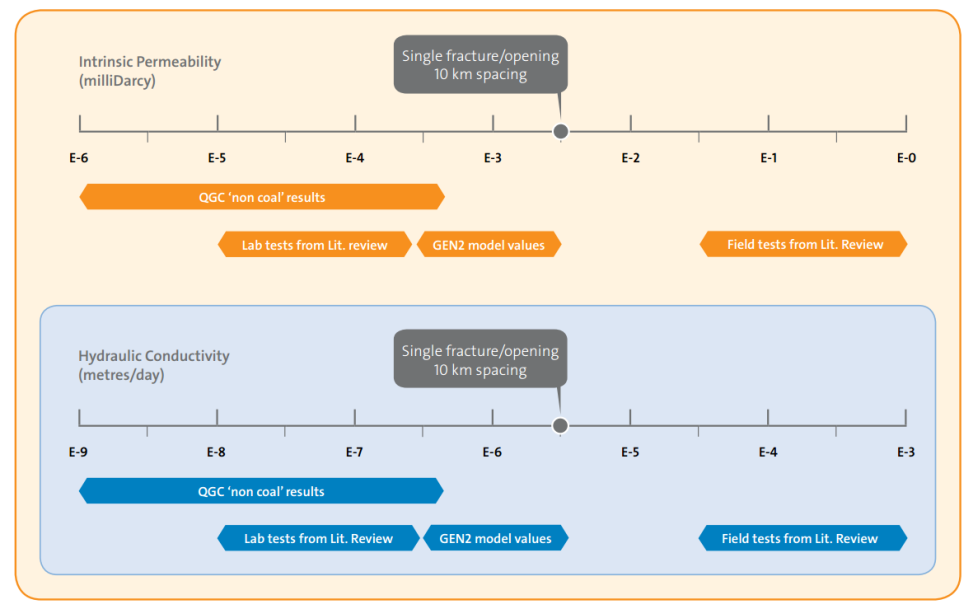 Intrinsic Permeability
(milliDarcy)
Single fracture/opening
10 km spacing
E-6 E-5 E-4 E-3 E-2 E-1 E-0
QGC ‘non coal’ results
Lab tests from Lit. review GEN2 model values Field tests from Lit. Review
Hydraulic Conductivity
(metres/day)
Single fracture/opening
10 km spacing
E-9 E-8 E-7 E-6 E-5 E-4 E-3
QGC ‘non coal’ results
Lab tests from Lit. Review GEN2 model values Field tests from Lit. Review